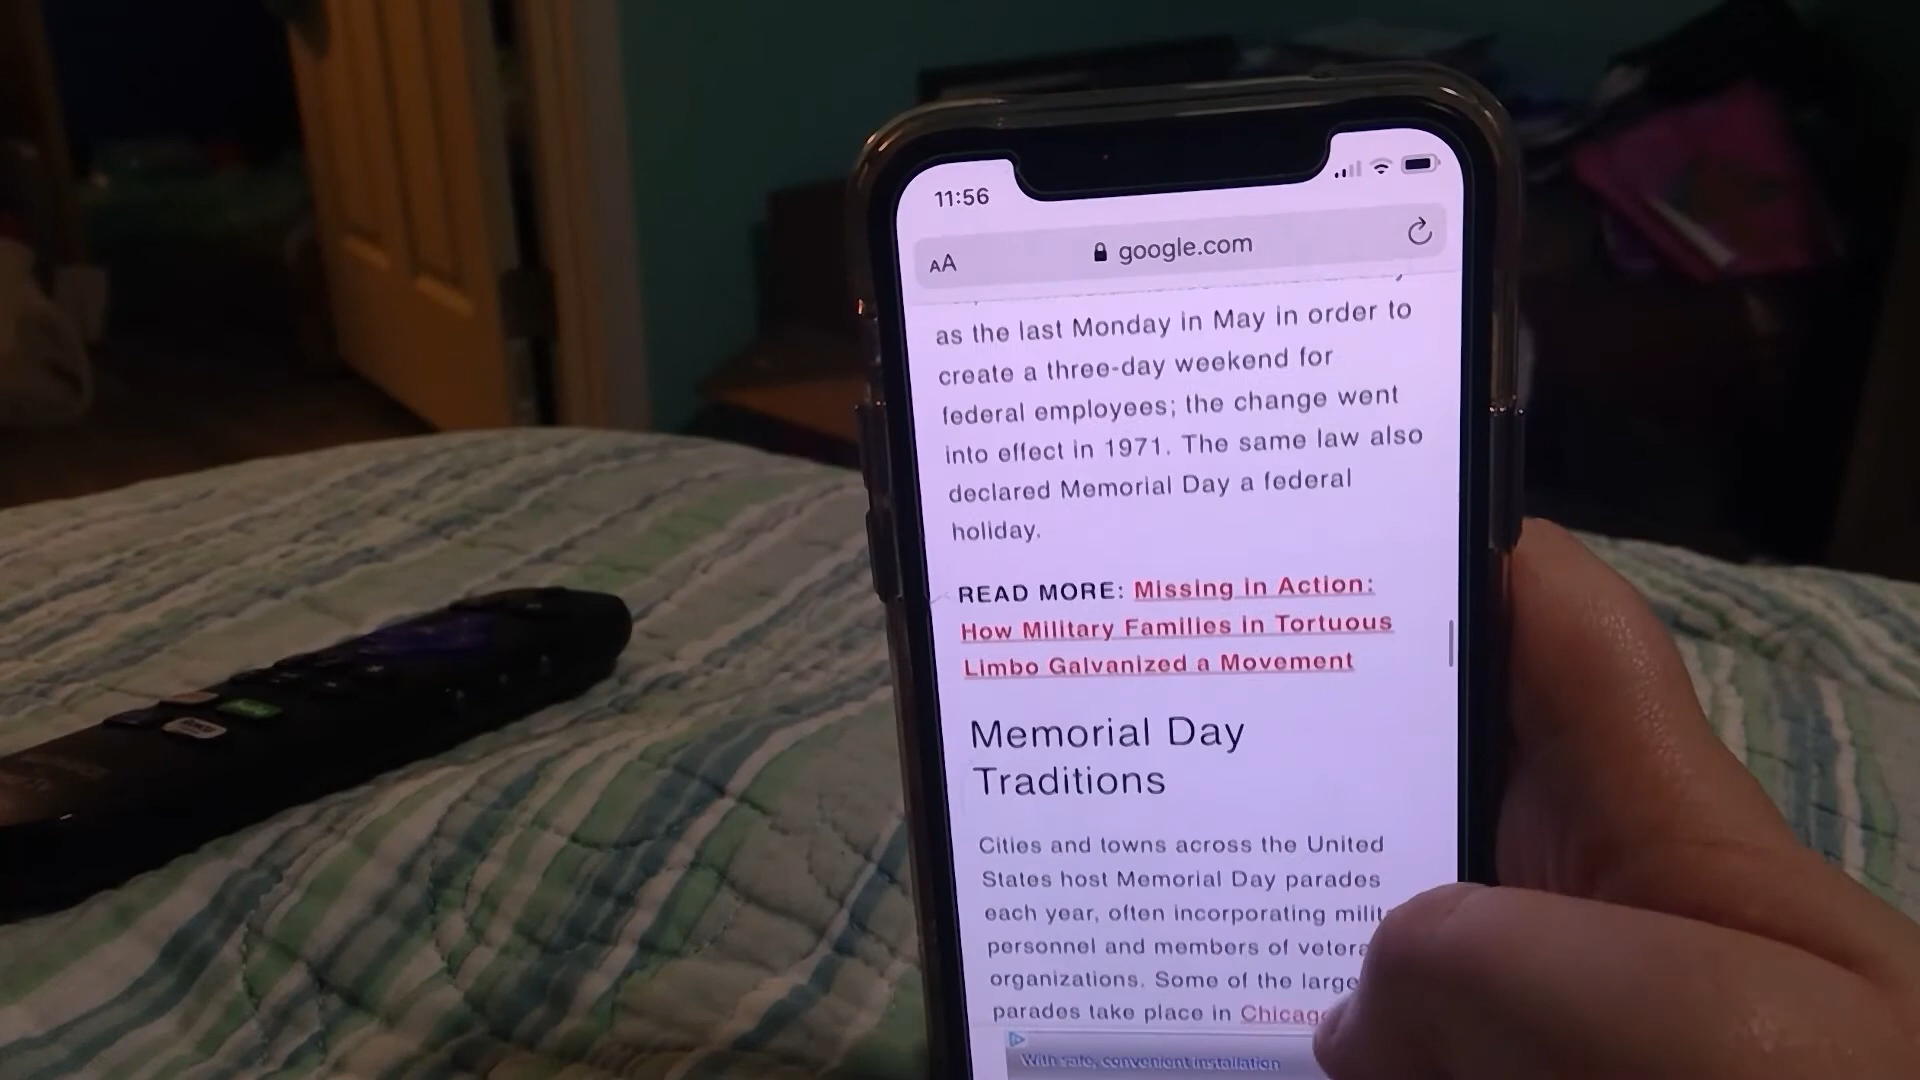 11:56
AA
google.com
as the last Monday in May in order to
create a three-day weekend for
federal employees; the change went
into effect in 1971. The same law also
declared Memorial Day a federal
holiday.
READ MORE: Missing in Action:
How Military Families in Tortuous
Limbo Galvanized a Movement
Memorial Day
Traditions
Cities and towns across the United
States host Memorial Day parades
each year, often incorporating
personnel and members of
organizations. Some of the
parades take place in
With safe, convenient installation